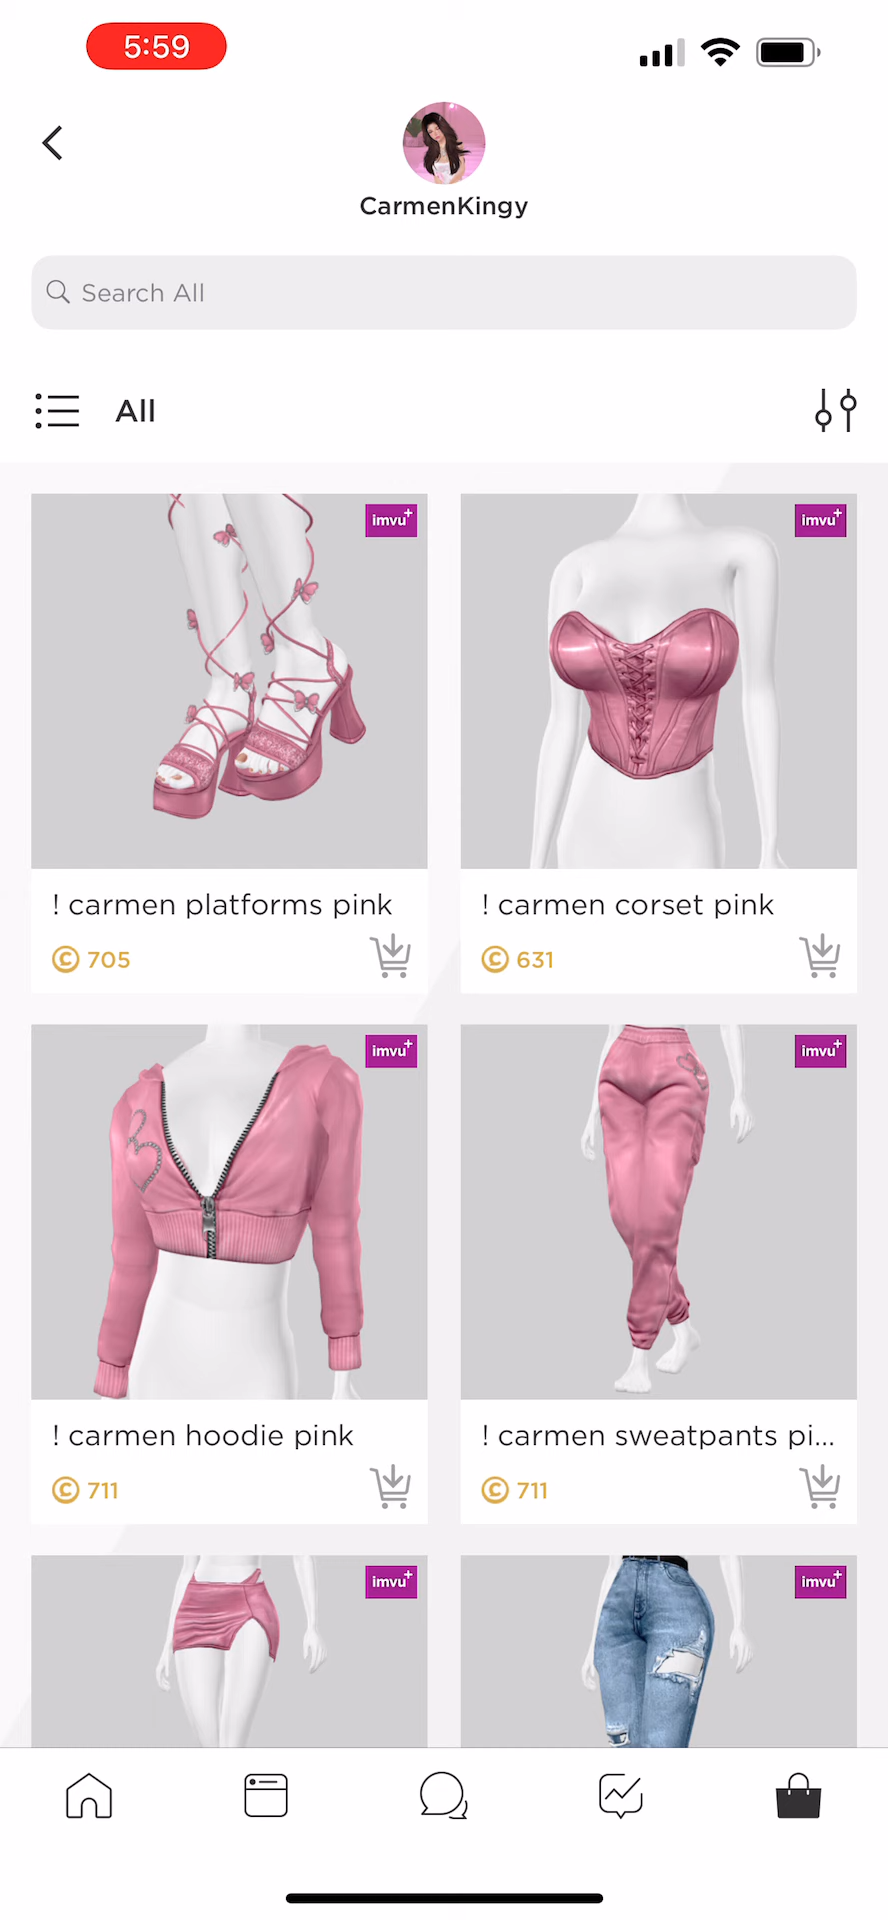 5:59
CarmenKingy
Search All
All
imvu+
imvu+
! carmen platforms pink
! carmen corset pink
© 705
© 631
imvu+
imvu+
! carmen hoodie pink
! carmen sweatpants pi...
© 711
© 711
imvu+
imvu+